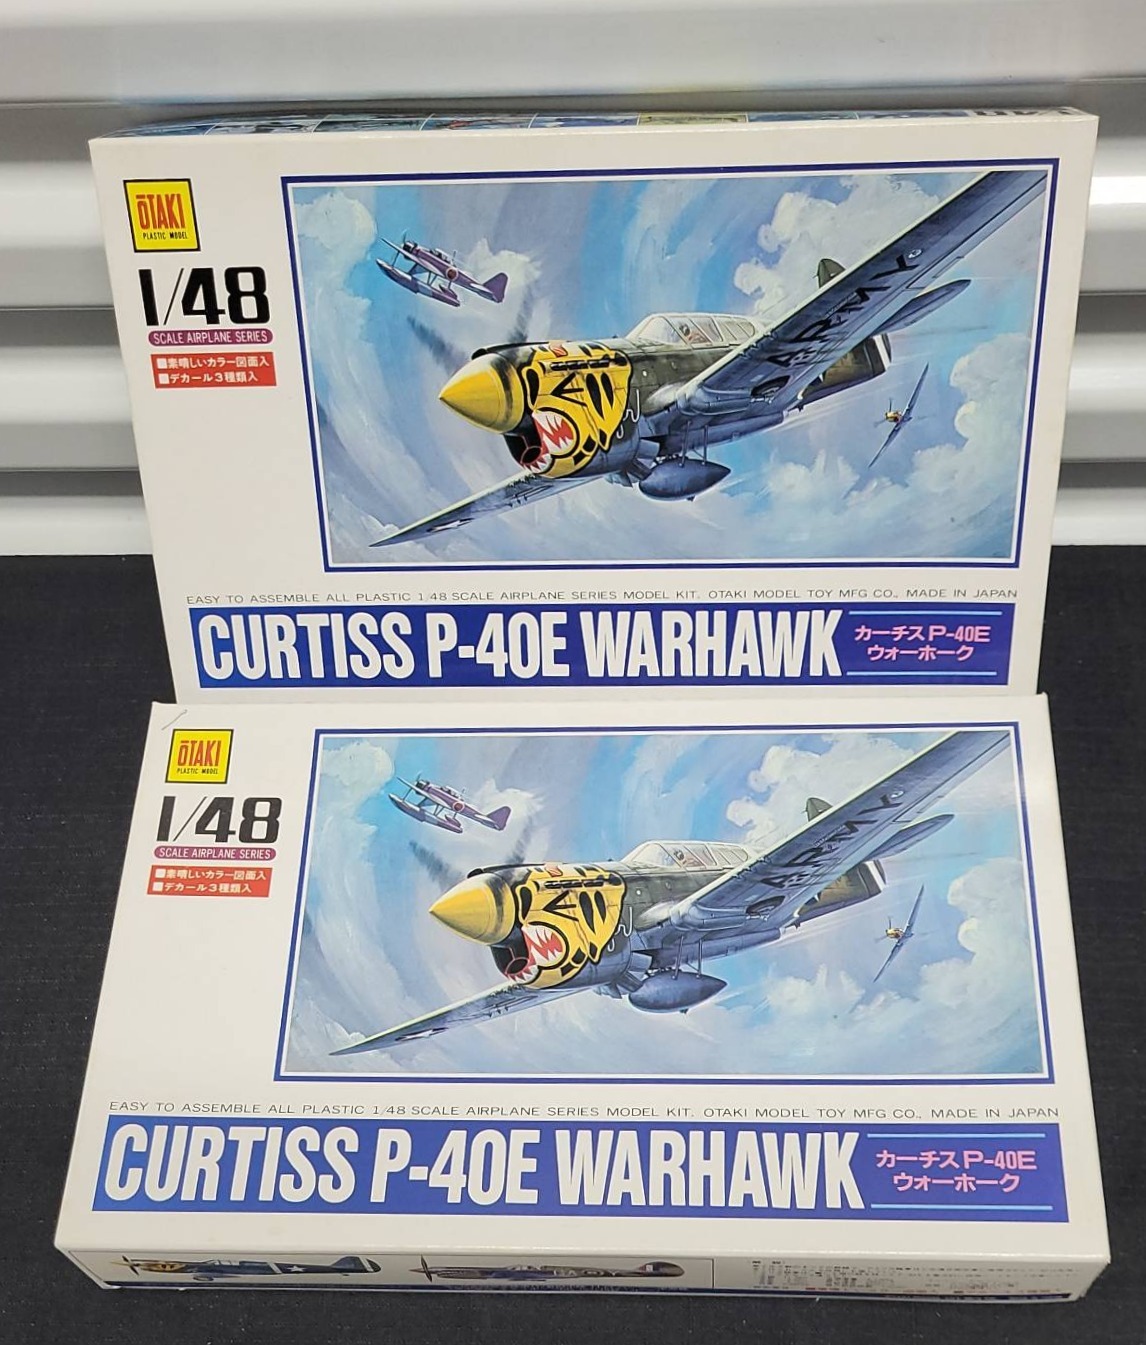 ŌTAKI
PLASTIC MODEL
1/48
SCALE AIRPLANE SERIES
■素晴しいカラー図面入
■デカール3種類入
ARMY
EASY TO ASSEMBLE ALL PLASTIC 1/48 SCALE AIRPLANE SERIES MODEL KIT. OTAKI MODEL TOY MFG CO., MADE IN JAPAN
CURTISS P-40E WARHAWK
カーチス P-40E
ウォーホーク
ŌTAKI
PLASTIC MODEL
1/48
SCALE AIRPLANE SERIES
■素晴しいカラー図面入
■デカール3種類入
ARMY
EASY TO ASSEMBLE ALL PLASTIC 1/48 SCALE AIRPLANE SERIES MODEL KIT. OTAKI MODEL TOY MFG CO., MADE IN JAPAN
CURTISS P-40E WARHAWK
カーチス P-40E
ウォーホーク